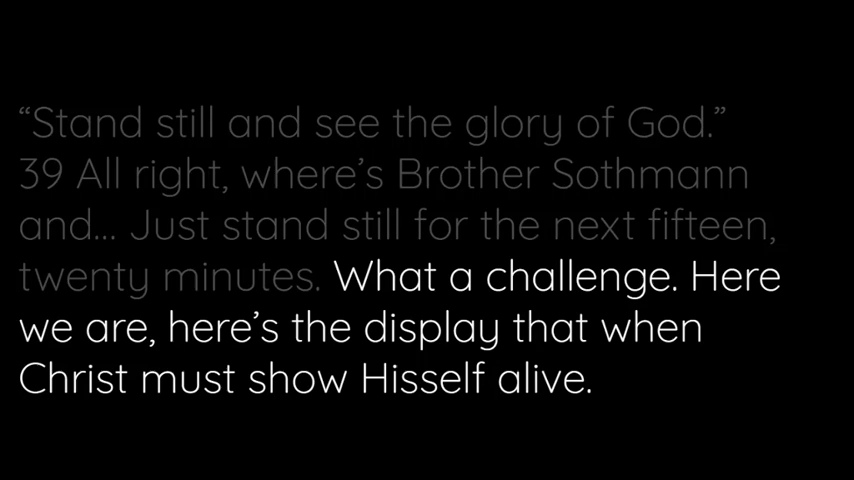 “Stand still and see the glory of God.”
39 All right, where’s Brother Sothmann
and... Just stand still for the next fifteen,
twenty minutes. What a challenge. Here
we are, here’s the display that when
Christ must show Hisself alive.